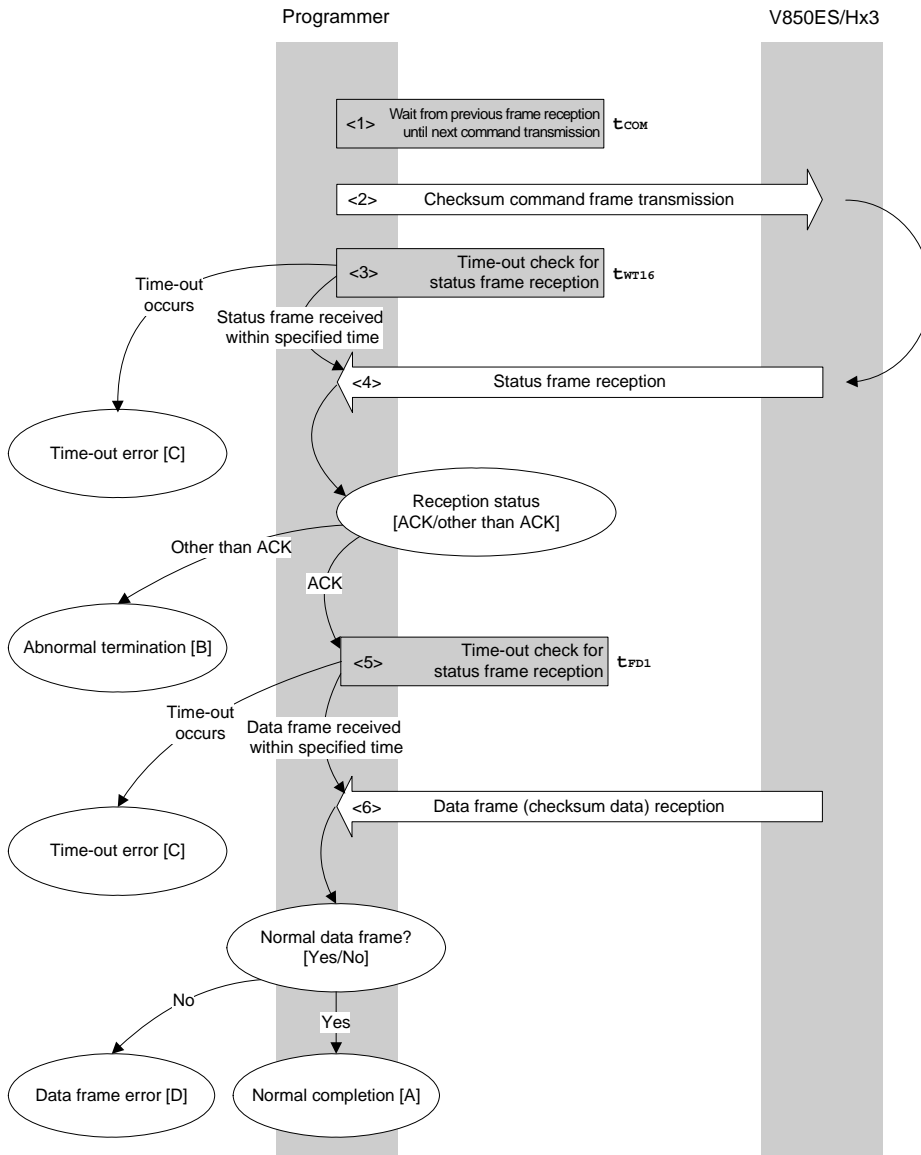 Programmer
V850ES/Hx3
<1> Wait from previous frame reception
until next command transmission
tCOM
<2> Checksum command frame transmission
<3> Time-out check for
status frame reception
tWT16
Time-out
occurs
Status frame received
within specified time
<4> Status frame reception
Time-out error [C]
Reception status
[ACK/other than ACK]
Other than ACK
ACK
Abnormal termination [B]
<5> Time-out check for
status frame reception
tFD1
Time-out
occurs
Data frame received
within specified time
<6> Data frame (checksum data) reception
Time-out error [C]
Normal data frame?
[Yes/No]
No
Yes
Data frame error [D]
Normal completion [A]